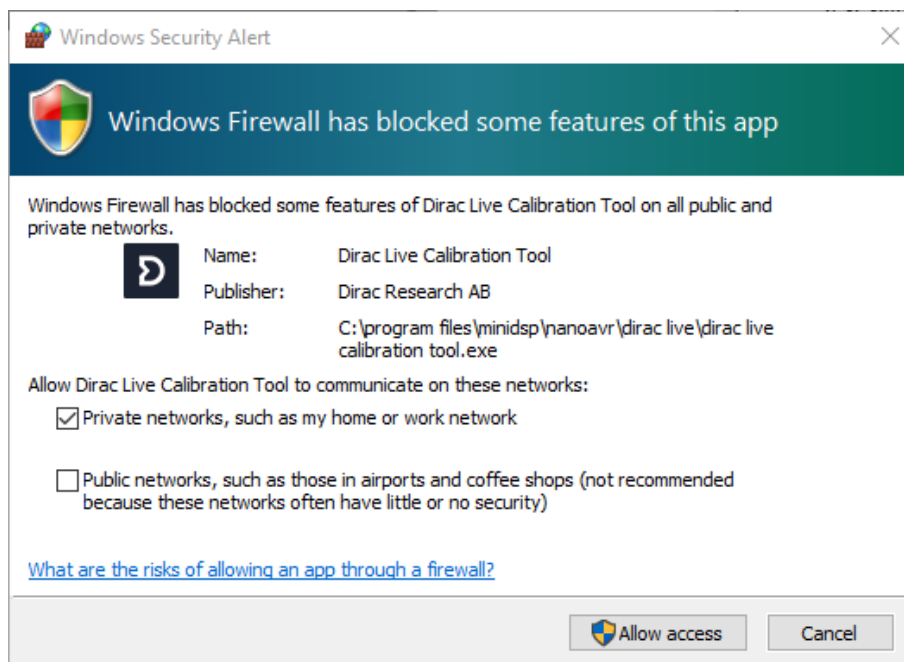 Windows Security Alert
Windows Firewall has blocked some features of this app
Windows Firewall has blocked some features of Dirac Live Calibration Tool on all public and
private networks.
Name: Dirac Live Calibration Tool
Publisher: Dirac Research AB
Path: C:\program files\minidsp\nanoavr\dirac live\dirac live
calibration tool.exe
Allow Dirac Live Calibration Tool to communicate on these networks:
Private networks, such as my home or work network
Public networks, such as those in airports and coffee shops (not recommended
because these networks often have little or no security)
What are the risks of allowing an app through a firewall?
Allow access Cancel